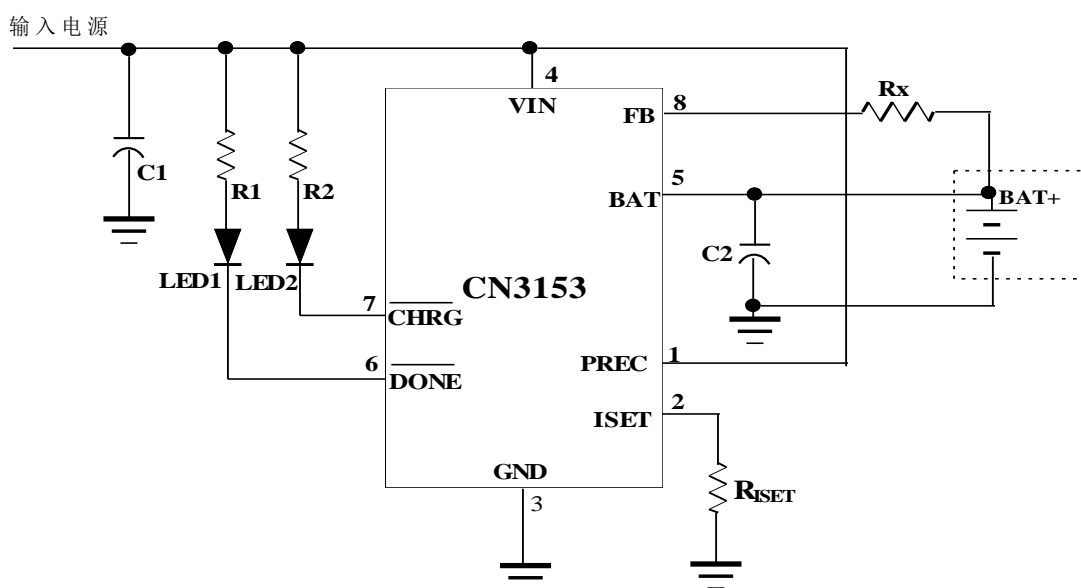 输入电源
4
VIN
Rx
8
FB
C1
R1
R2
5
BAT
BAT+
C2
LED1
LED2
CN3153
7
CHRG
6
DONE
1
PREC
2
ISET
GND
3
RISET